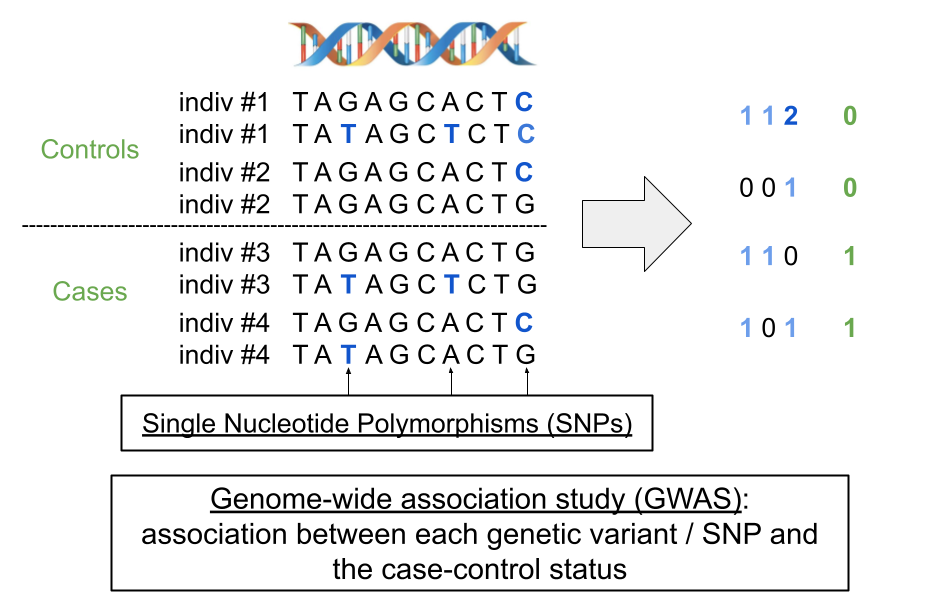 indiv #1 T A G A G C A C T C
indiv #1 T A T A G C T C T C
1 1 2 0
Controls
indiv #2 T A G A G C A C T C
indiv #2 T A G A G C A C T G
0 0 1 0
indiv #3 T A G A G C A C T G
indiv #3 T A T A G C T C T G
1 1 0 1
Cases
indiv #4 T A G A G C A C T C
indiv #4 T A T A G C A C T G
1 0 1 1
Single Nucleotide Polymorphisms (SNPs)
Genome-wide association study (GWAS):
association between each genetic variant / SNP and
the case-control status